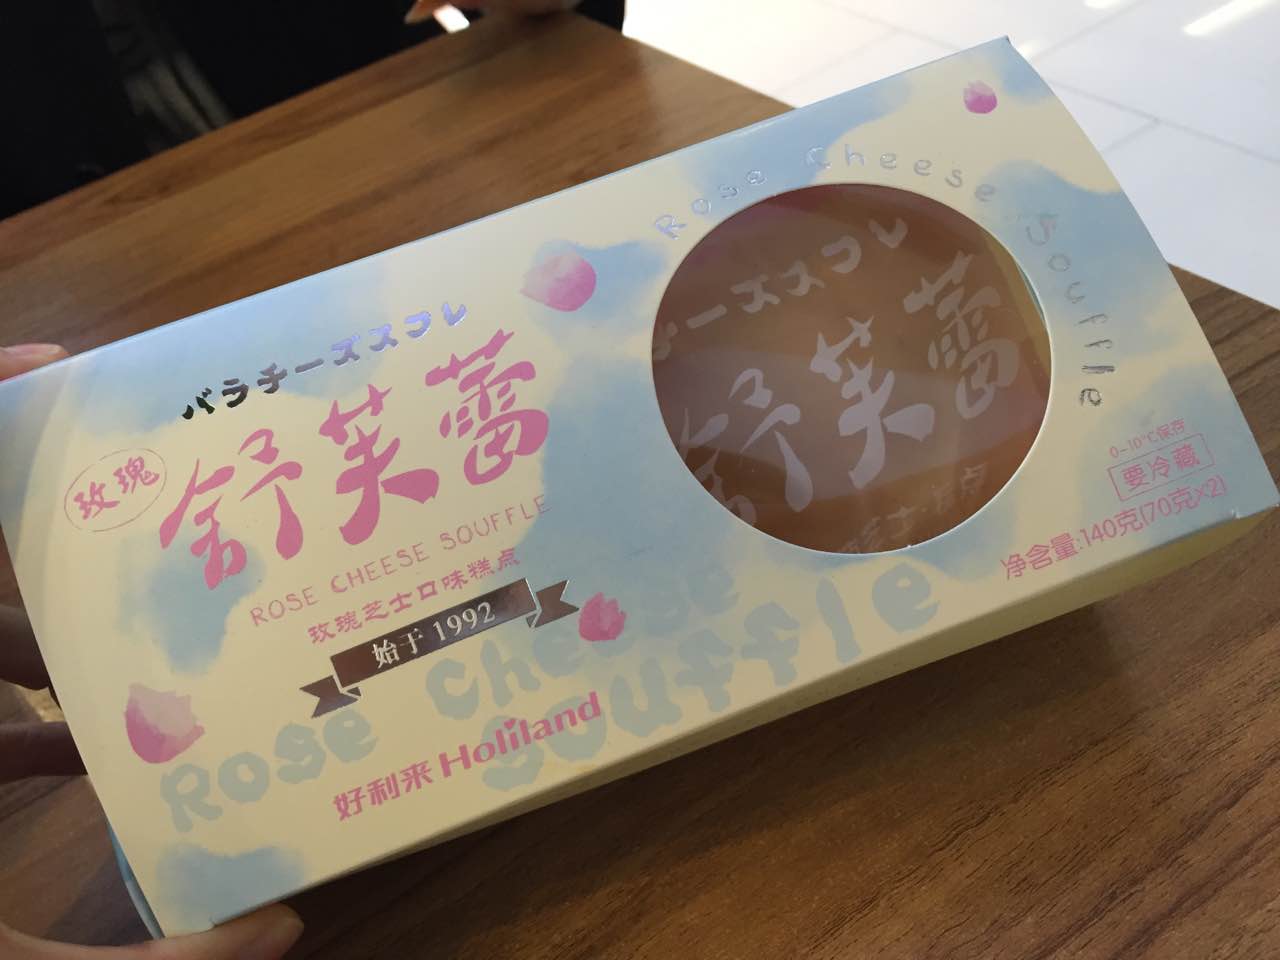 バラチーズスフレ
玫瑰
舒芙蕾
ROSE CHEESE SOUFFLE
玫瑰芝士口味糕点
始于 1992
Rose Cheese
Souffle
好利来 Holiland
Rose Cheese Souffle
チーズスフレ
舒芙蕾
0-10°C保存
要冷藏
净含量:140克(70克×2)